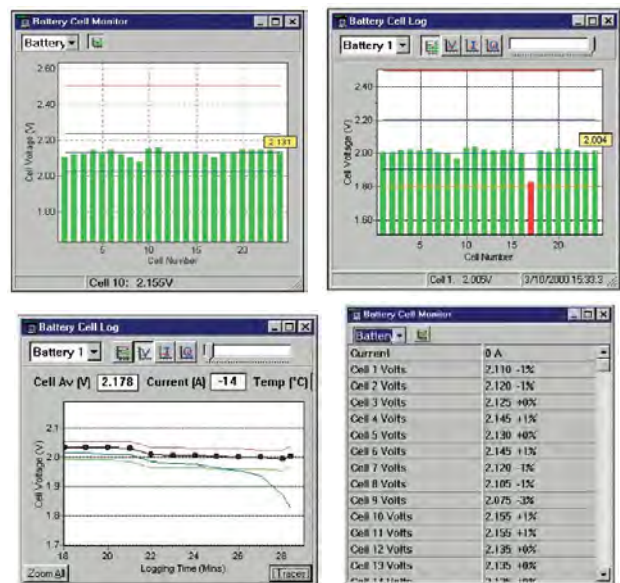 Battery Cell Monitor
Battery
2.60
2.40
2.20
2.00
1.80
Cell Voltage (V)
2.131
5 10 15 20
Cell Number
Cell 10: 2.155V
Battery Cell Log
Battery 1
2.40
2.20
2.00
1.80
1.60
Cell Voltage (V)
2.004
5 10 15 20
Cell Number
Cell 1: 2.005V 3/10/2000 15:33:3
Battery Cell Log
Battery 1
Cell Av (V) 2.178 Current (A) -14 Temp (°C)
2.1
2.0
1.9
1.8
1.7
Cell Voltage (V)
18 20 22 24 26 28
Logging Time (Mins)
Zoom All
Traces
Battery Cell Monitor
Battery
Current 0 A
Cell 1 Volts 2.110 -1%
Cell 2 Volts 2.120 -1%
Cell 3 Volts 2.125 +0%
Cell 4 Volts 2.145 +1%
Cell 5 Volts 2.130 +0%
Cell 6 Volts 2.145 +1%
Cell 7 Volts 2.120 -1%
Cell 8 Volts 2.105 -1%
Cell 9 Volts 2.075 -3%
Cell 10 Volts 2.155 +1%
Cell 11 Volts 2.155 +1%
Cell 12 Volts 2.135 +0%
Cell 13 Volts 2.135 +0%